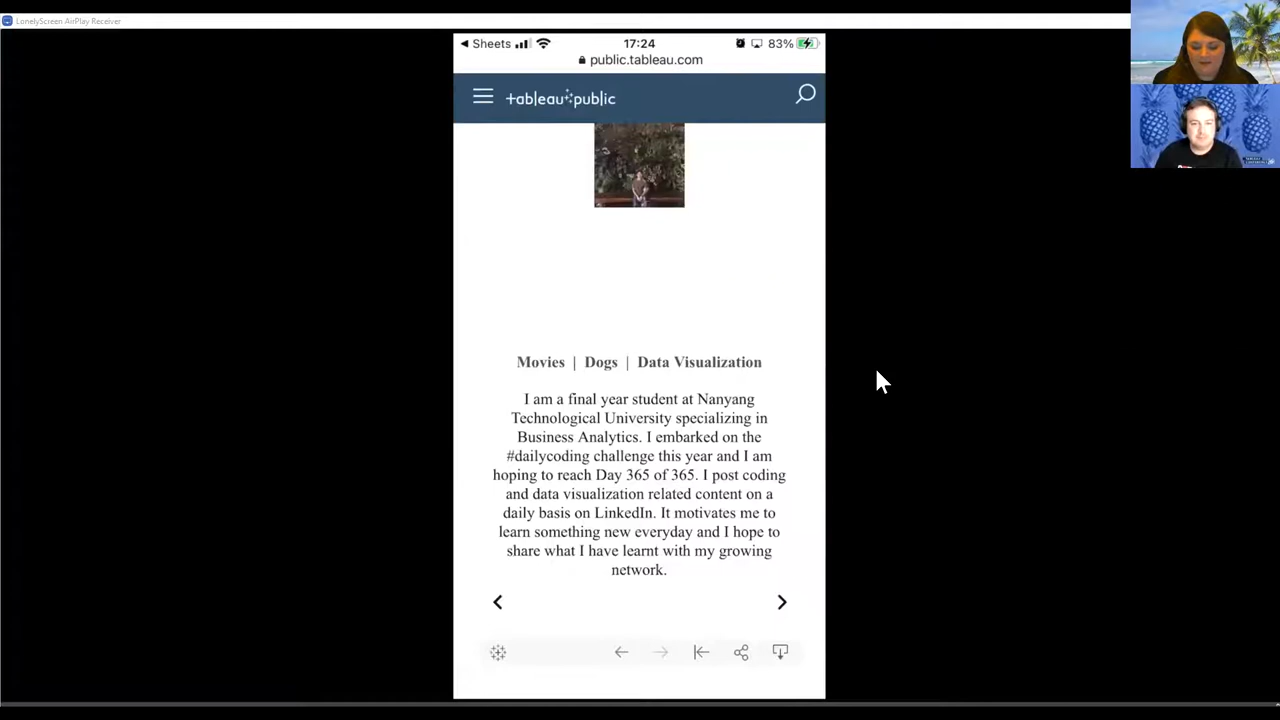 LonelyScreen AirPlay Receiver
Sheets
17:24
83%
public.tableau.com
+ableau public
Movies | Dogs | Data Visualization
I am a final year student at Nanyang
Technological University specializing in
Business Analytics. I embarked on the
#dailycoding challenge this year and I am
hoping to reach Day 365 of 365. I post coding
and data visualization related content on a
daily basis on LinkedIn. It motivates me to
learn something new everyday and I hope to
share what I have learnt with my growing
network.